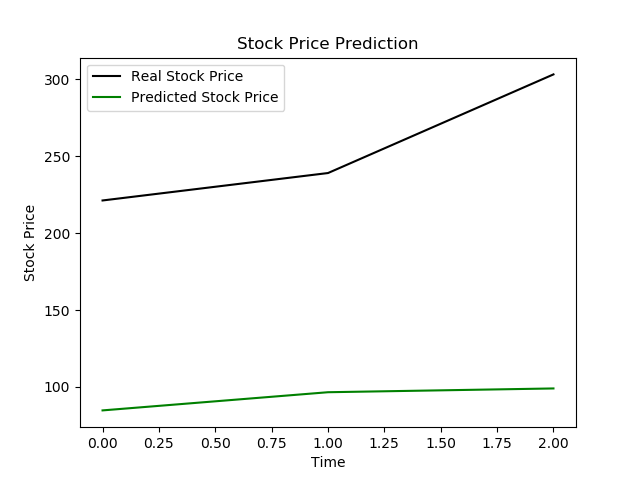 Stock Price Prediction
Real Stock Price
Predicted Stock Price
300
250
200
150
100
Stock Price
0.00 0.25 0.50 0.75 1.00 1.25 1.50 1.75 2.00
Time